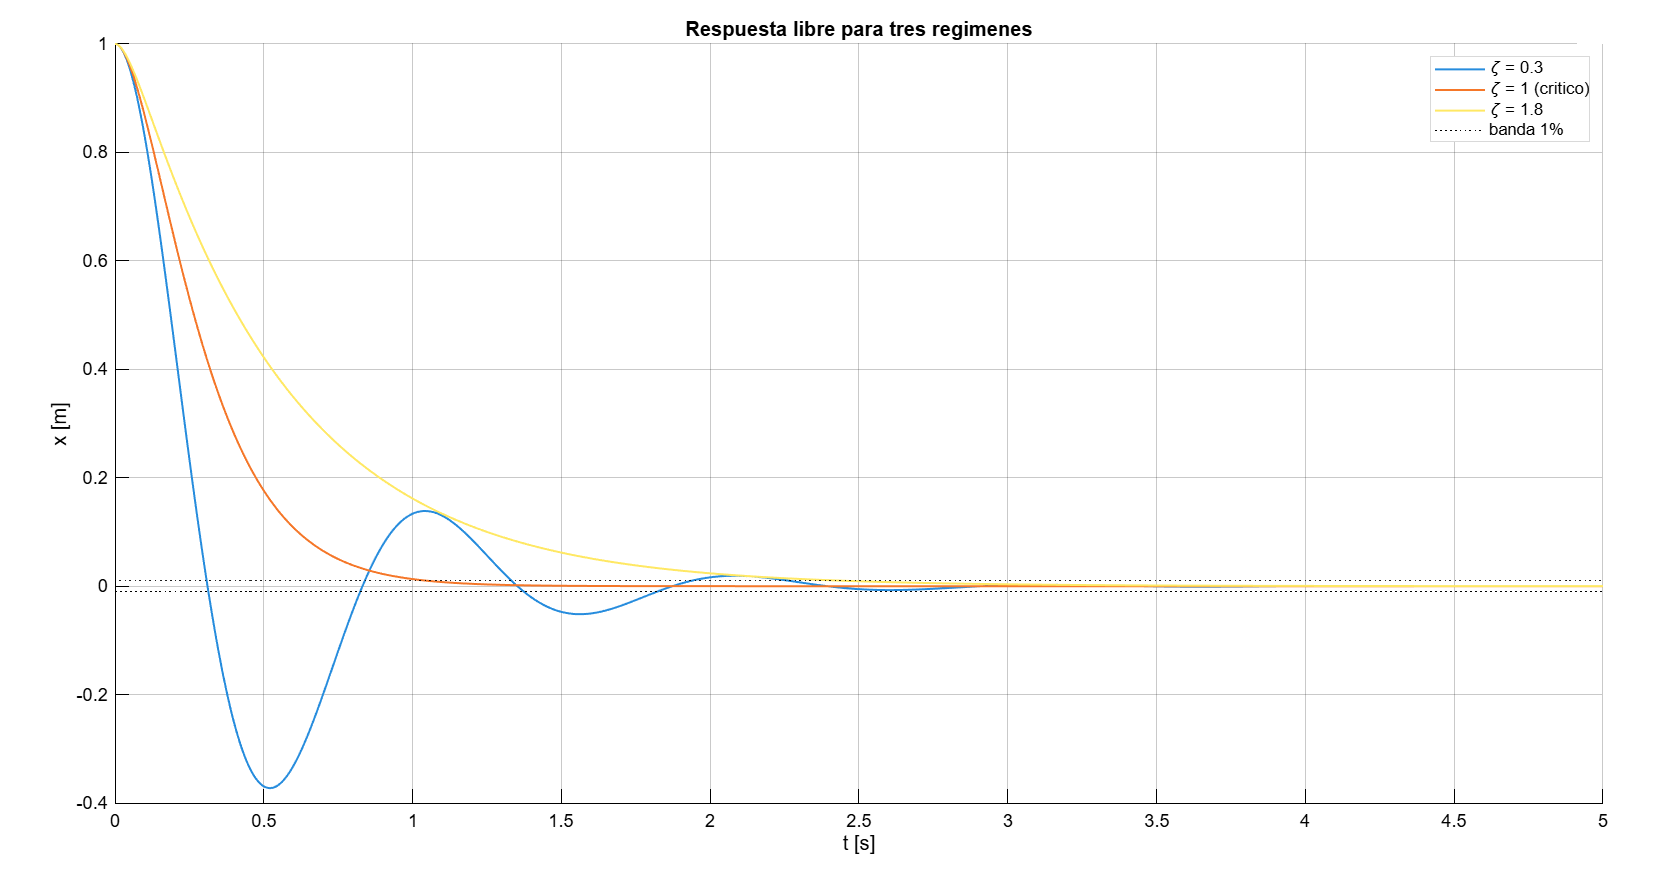 Respuesta libre para tres regimenes
ζ = 0.3
ζ = 1 (critico)
ζ = 1.8
banda 1%
1
0.8
0.6
0.4
0.2
0
-0.2
-0.4
x [m]
0 0.5 1 1.5 2 2.5 3 3.5 4 4.5 5
t [s]